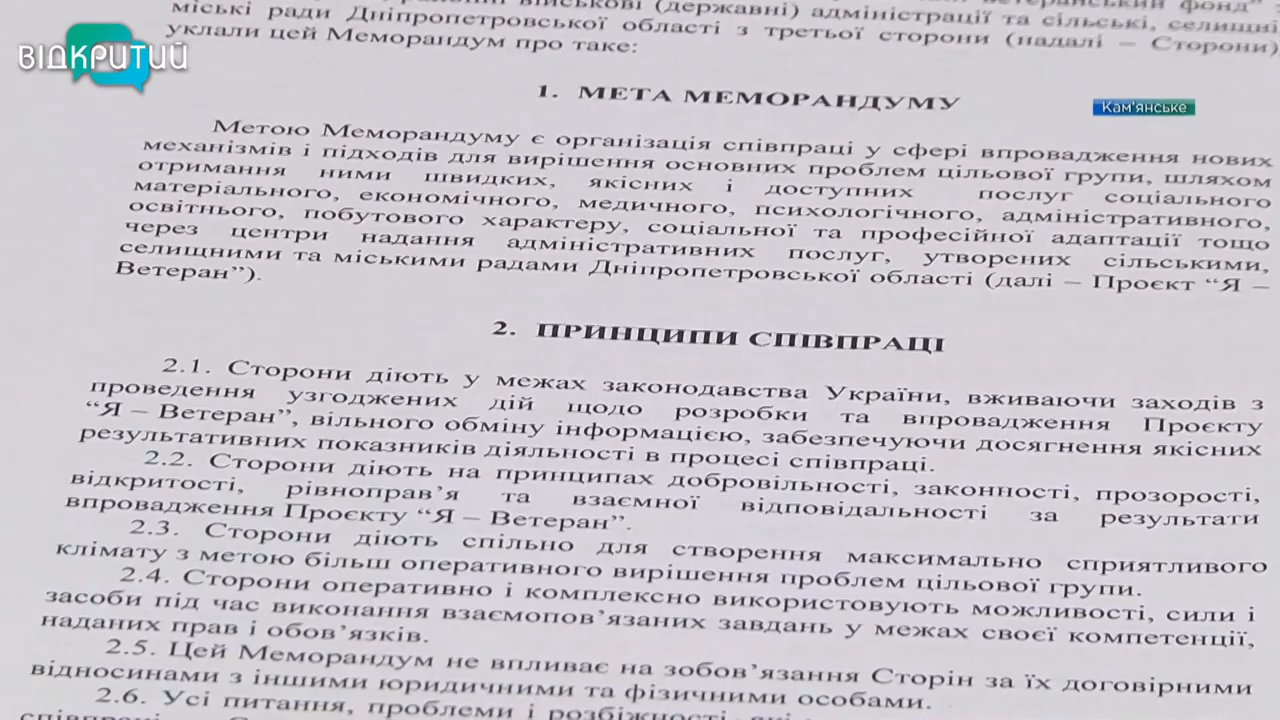 військові (державні) адміністрації та сільські, селищні
міські ради Дніпропетровської області з третьої сторони (надалі – Сторони)
уклали цей Меморандум про таке:
ВІДКРИТИЙ
1. МЕТА МЕМОРАНДУМУ
Кам'янське
Метою Меморандуму є організація співпраці у сфері впровадження нових
механізмів і підходів для вирішення основних проблем цільової групи, шляхом
отримання ними швидких, якісних і доступних послуг соціального
матеріального, економічного, медичного, психологічного, адміністративного,
освітнього, побутового характеру, соціальної та професійної адаптації тощо
через центри надання адміністративних послуг, утворених сільськими,
селищними та міськими радами Дніпропетровської області (далі – Проєкт “Я –
Ветеран”).
2. ПРИНЦИПИ СПІВПРАЦІ
2.1. Сторони діють у межах законодавства України, вживаючи заходів з
проведення узгоджених дій щодо розробки та впровадження Проєкту
“Я – Ветеран”, вільного обміну інформацією, забезпечуючи досягнення якісних
результативних показників діяльності в процесі співпраці.
2.2. Сторони діють на принципах добровільності, законності, прозорості,
відкритості, рівноправ’я та взаємної відповідальності за результати
впровадження Проєкту “Я – Ветеран”.
2.3. Сторони діють спільно для створення максимально сприятливого
клімату з метою більш оперативного вирішення проблем цільової групи.
2.4. Сторони оперативно і комплексно використовують можливості, сили і
засоби під час виконання взаємопов’язаних завдань у межах своєї компетенції,
наданих прав і обов’язків.
2.5. Цей Меморандум не впливає на зобов’язання Сторін за їх договірними
відносинами з іншими юридичними та фізичними особами.
2.6. Усі питання, проблеми і розбіжності,